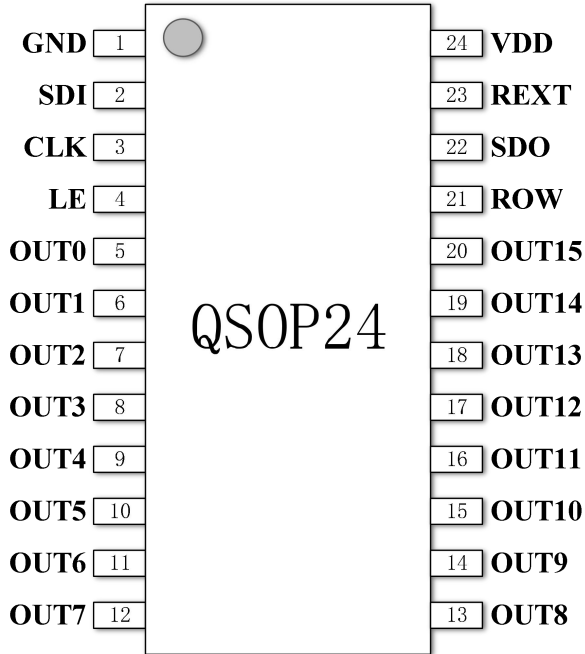 GND 1 24 VDD
SDI 2 23 REXT
CLK 3 22 SDO
LE 4 21 ROW
OUT0 5 20 OUT15
OUT1 6 19 OUT14
QSOP24
OUT2 7 18 OUT13
OUT3 8 17 OUT12
OUT4 9 16 OUT11
OUT5 10 15 OUT10
OUT6 11 14 OUT9
OUT7 12 13 OUT8